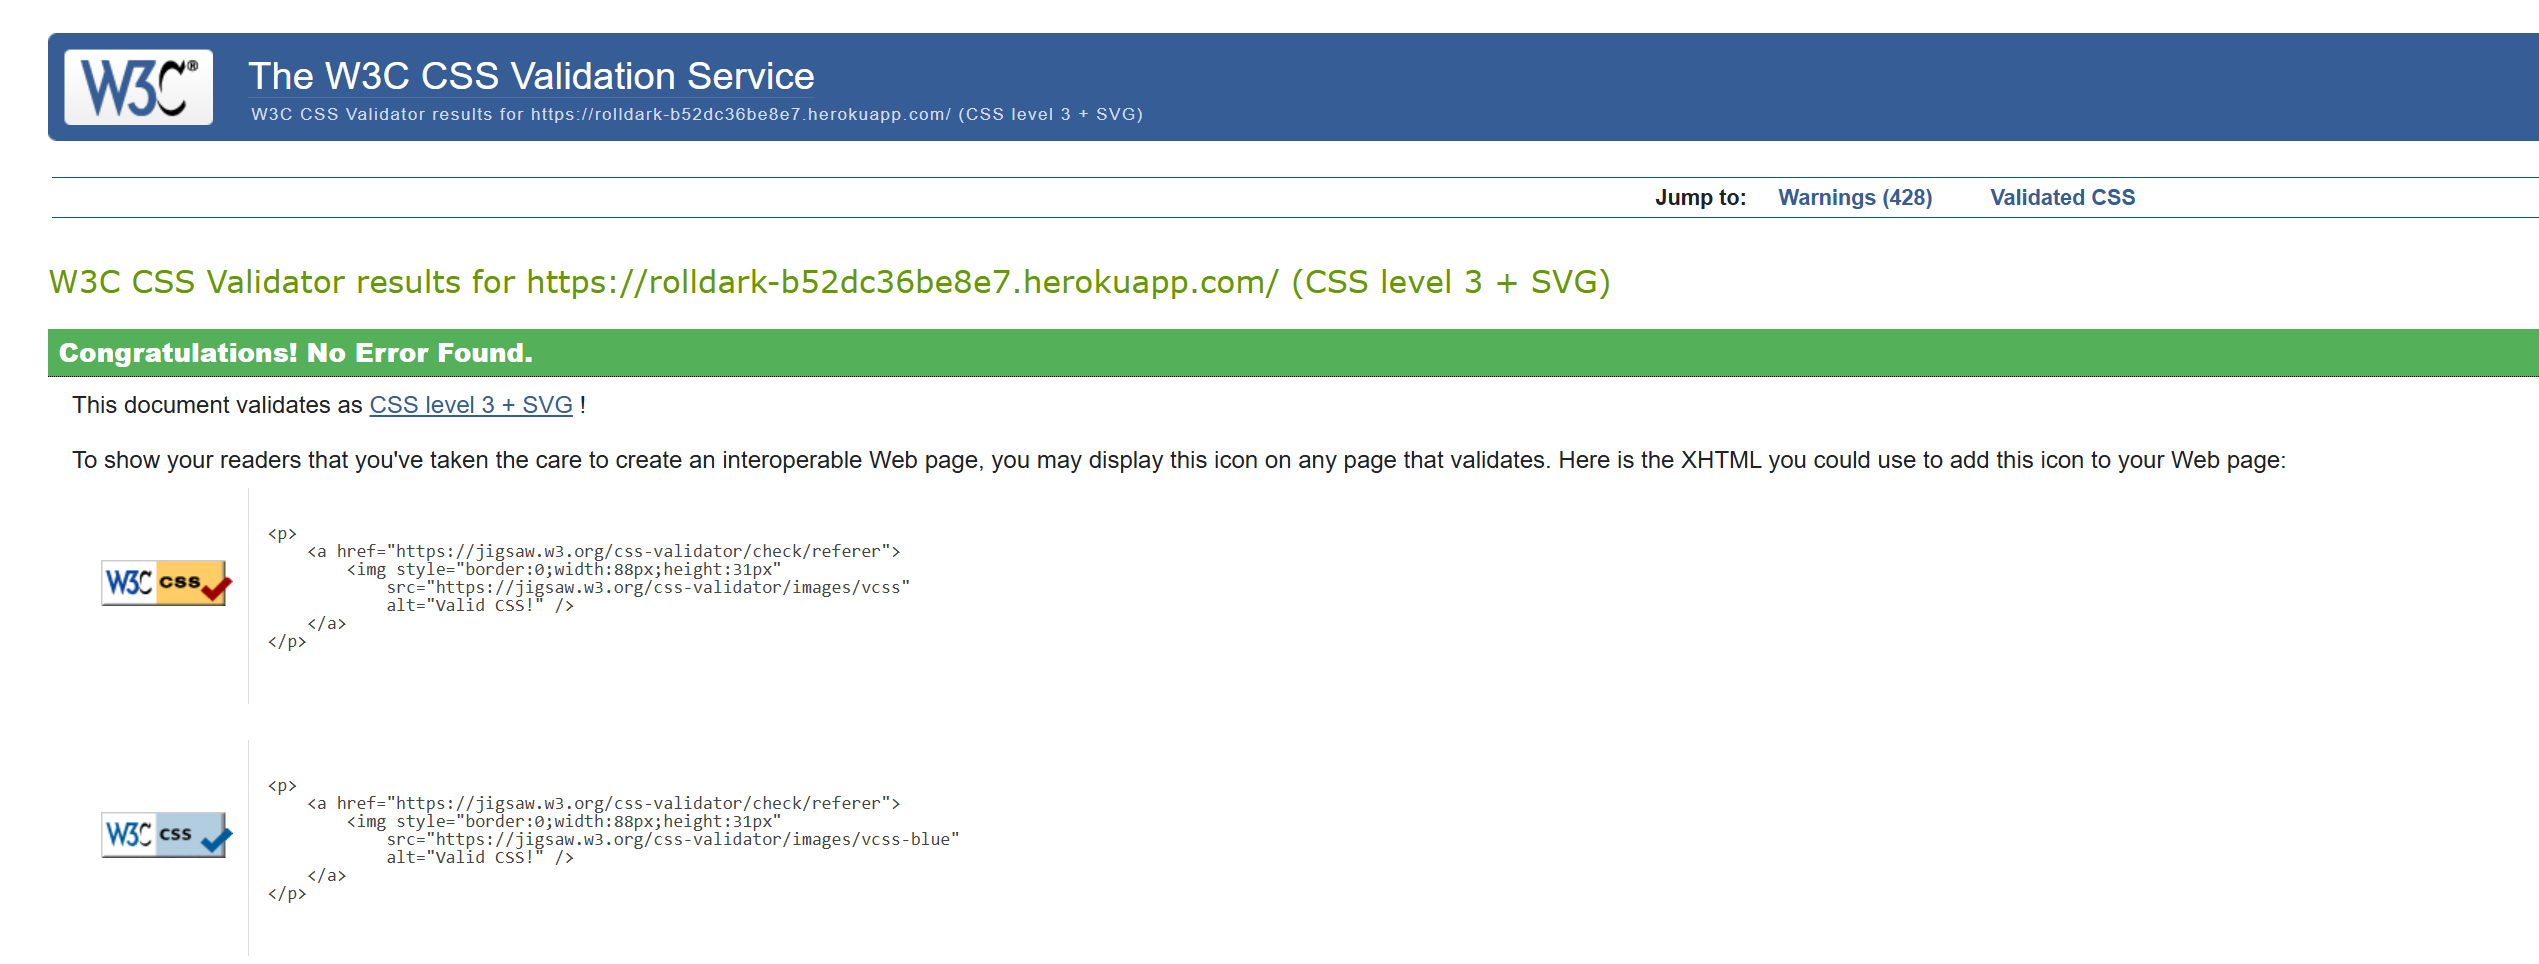 W3C®
The W3C CSS Validation Service
W3C CSS Validator results for https://rolldark-b52dc36be8e7.herokuapp.com/ (CSS level 3 + SVG)
Jump to: Warnings (428) Validated CSS
W3C CSS Validator results for https://rolldark-b52dc36be8e7.herokuapp.com/ (CSS level 3 + SVG)
Congratulations! No Error Found.
This document validates as CSS level 3 + SVG !
To show your readers that you've taken the care to create an interoperable Web page, you may display this icon on any page that validates. Here is the XHTML you could use to add this icon to your Web page:
W3C css
<p>
    <a href="https://jigsaw.w3.org/css-validator/check/referer">
        <img style="border:0;width:88px;height:31px"
            src="https://jigsaw.w3.org/css-validator/images/vcss"
            alt="Valid CSS!" />
    </a>
</p>
W3C css
<p>
    <a href="https://jigsaw.w3.org/css-validator/check/referer">
        <img style="border:0;width:88px;height:31px"
            src="https://jigsaw.w3.org/css-validator/images/vcss-blue"
            alt="Valid CSS!" />
    </a>
</p>